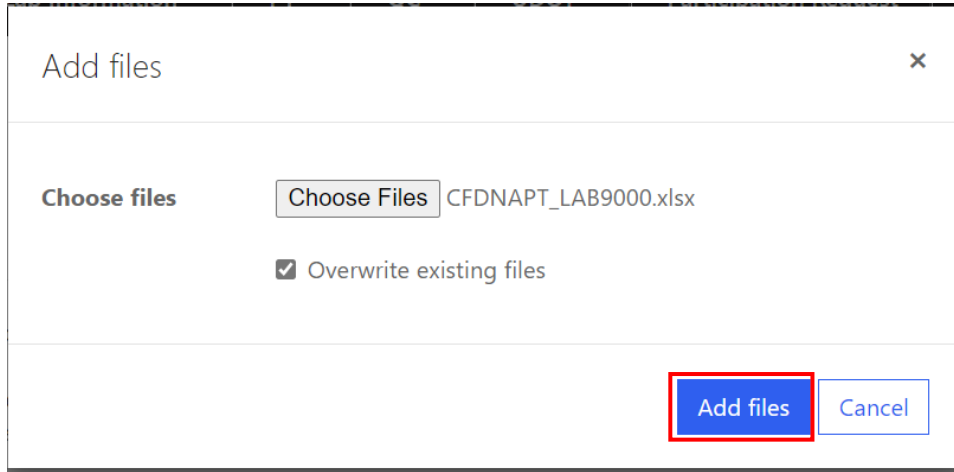 Add files
×
Choose files
Choose Files CFDNAPT_LAB9000.xlsx
Overwrite existing files
Add files
Cancel